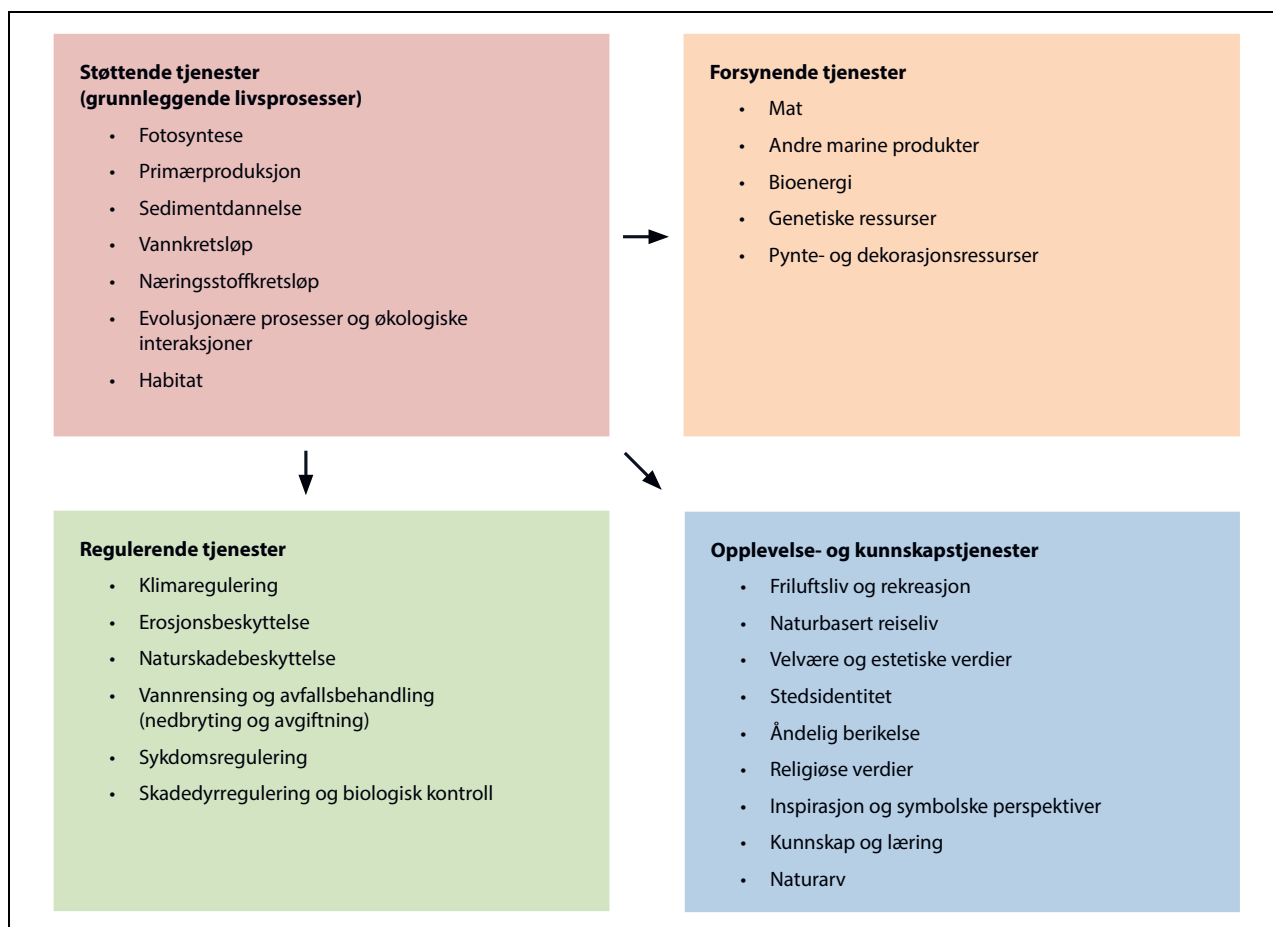 Støttende tjenester
(grunnleggende livsprosesser)
• Fotosyntese
• Primærproduksjon
• Sedimentdannelse
• Vannkretsløp
• Næringsstoffkretsløp
• Evolusjonære prosesser og økologiske
interaksjoner
• Habitat
Forsynende tjenester
• Mat
• Andre marine produkter
• Bioenergi
• Genetiske ressurser
• Pynte- og dekorasjonsressurser
Regulerende tjenester
• Klimaregulering
• Erosjonsbeskyttelse
• Naturskadebeskyttelse
• Vannrensing og avfallsbehandling
(nedbryting og avgiftning)
• Sykdomsregulering
• Skadedyrregulering og biologisk kontroll
Opplevelse- og kunnskapstjenester
• Friluftsliv og rekreasjon
• Naturbasert reiseliv
• Velvære og estetiske verdier
• Stedsidentitet
• Åndelig berikelse
• Religiøse verdier
• Inspirasjon og symbolske perspektiver
• Kunnskap og læring
• Naturarv